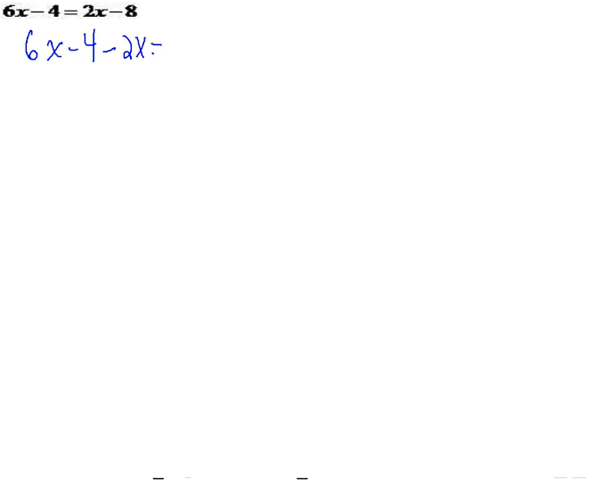 6x – 4 = 2x – 8
6x - 4 - 2x =